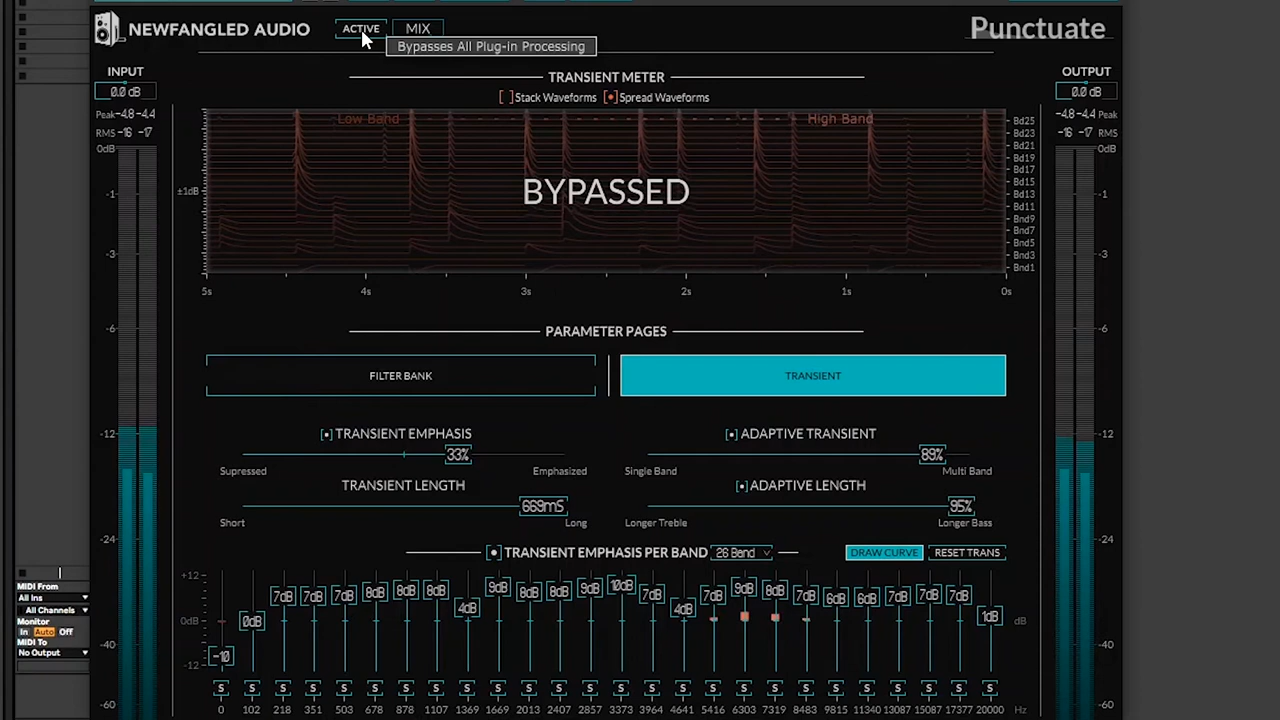 NEWFANGLED AUDIO ACTIVE MIX Punctuate
Bypasses All Plug-in Processing
INPUT TRANSIENT METER OUTPUT
0.0 dB [ ]Stack Waveforms [•]Spread Waveforms 0.0 dB
Peak -4.8 -4.4 Low Band High Band -4.8 -4.4 Peak
RMS -16 -17 -16 -17 RMS
0dB 0dB
Bd25
Bd23
Bd21
Bd19
Bd17
Bd15
Bd13
Bd11
Bnd9
Bnd7
Bnd5
Bnd3
Bnd1
±1dB BYPASSED
-1 -1
-3 -3
5s 4s 3s 2s 1s 0s
-6 PARAMETER PAGES -6
FILTER BANK TRANSIENT
-12 TRANSIENT EMPHASIS ADAPTIVE TRANSIENT -12
33% 89%
Supressed Emphasized Single Band Multi Band
TRANSIENT LENGTH ADAPTIVE LENGTH
669mS 95%
Short Long Longer Treble Longer Bass
-24 -24
TRANSIENT EMPHASIS PER BAND 26 Band DRAW CURVE RESET TRANS
+12
0dB dB
-12
-10 0dB 7dB 7dB 7dB 8dB 8dB 8dB 4dB 9dB 8dB 8dB 9dB 10dB 7dB 4dB 7dB 9dB 8dB 7dB 6dB 6dB 7dB 7dB 7dB 1dB
-40 -40
S S S S S S S S S S S S S S S S S S S S S S S S S S
-60 -60
0 102 218 351 503 678 878 1107 1369 1669 2013 2407 2857 3373 3964 4641 5416 6303 7319 8483 9815 11340 13087 15087 17377 20000 Hz
MIDI From
All Ins
All Channels
Monitor
In Auto Off
MIDI To
No Output